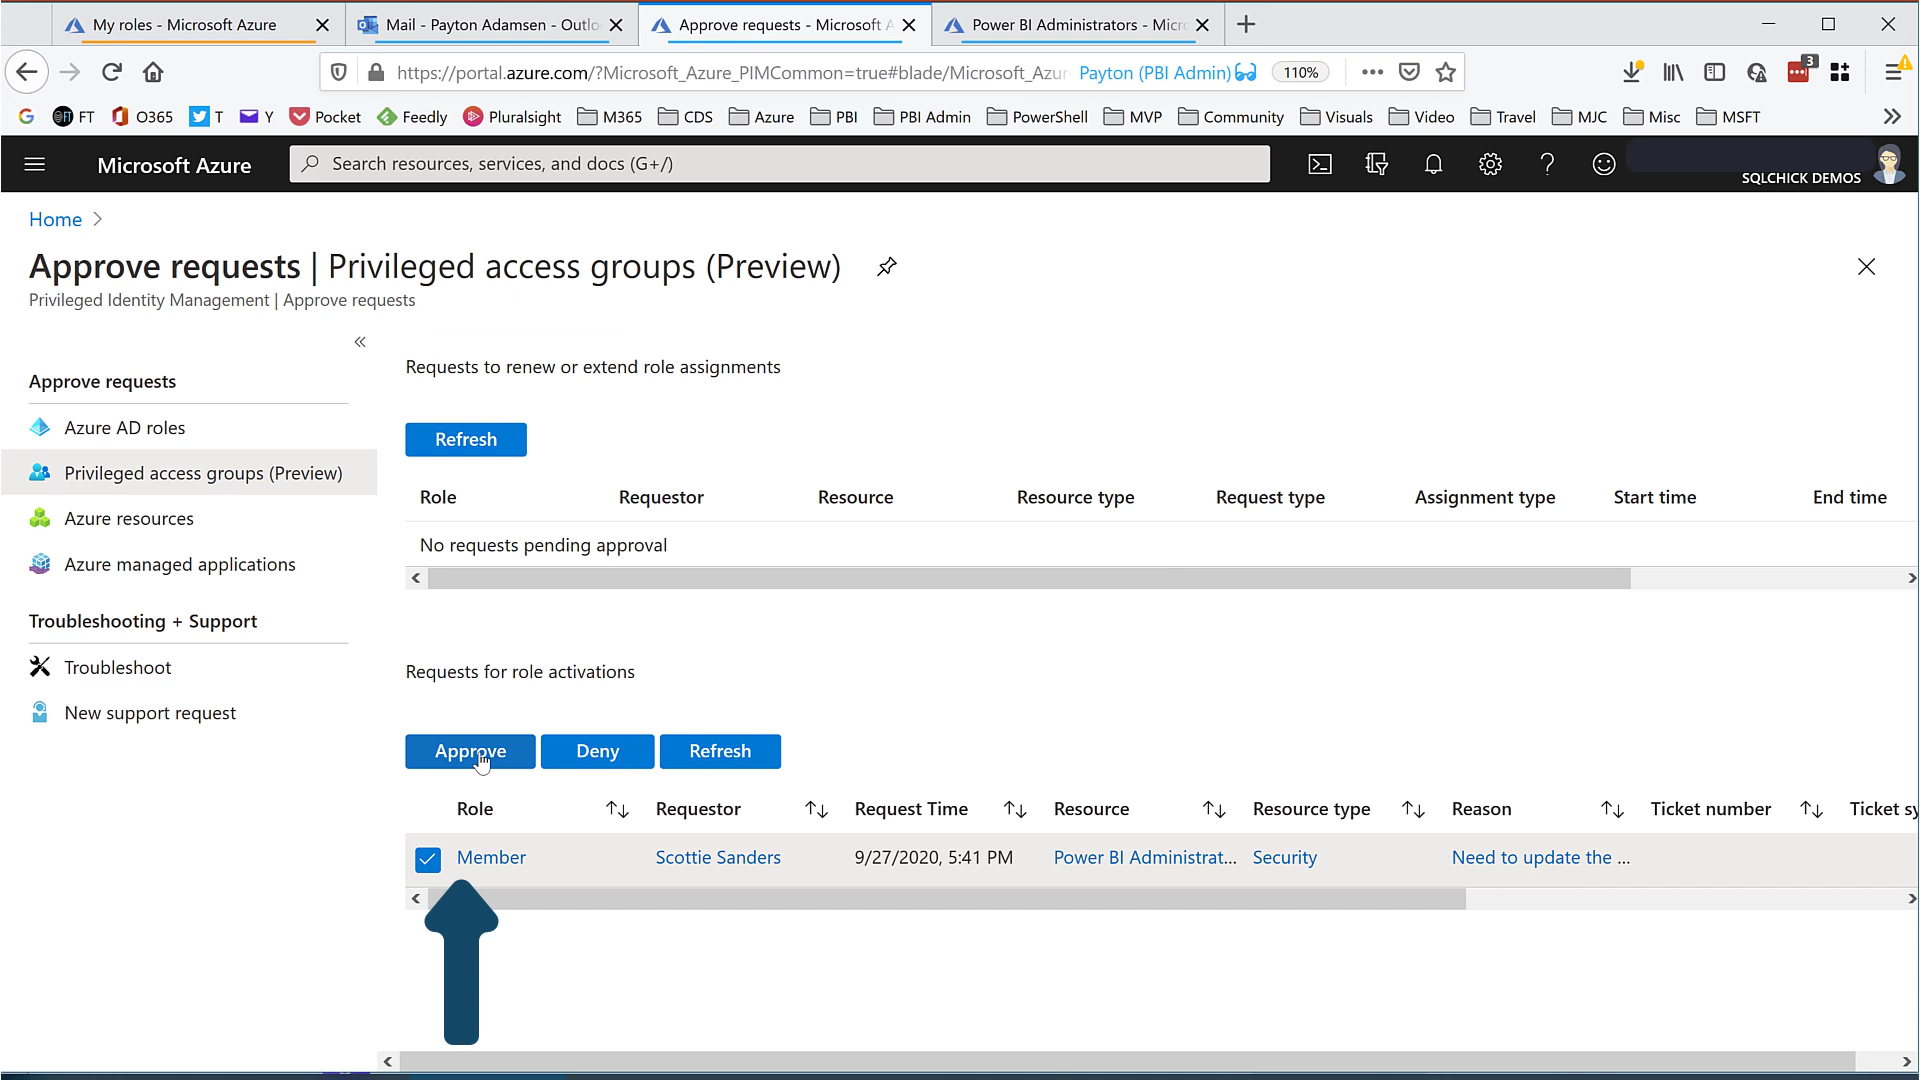 My roles - Microsoft Azure
Mail - Payton Adamsen - Outlo
Approve requests - Microsoft A
Power BI Administrators - Micro
https://portal.azure.com/?Microsoft_Azure_PIMCommon=true#blade/Microsoft_Azur
Payton (PBI Admin)
110%
3
FT
O365
T
Y
Pocket
Feedly
Pluralsight
M365
CDS
Azure
PBI
PBI Admin
PowerShell
MVP
Community
Visuals
Video
Travel
MJC
Misc
MSFT
Microsoft Azure
Search resources, services, and docs (G+/)
SQLCHICK DEMOS
Home
Approve requests | Privileged access groups (Preview)
Privileged Identity Management | Approve requests
Approve requests
Azure AD roles
Privileged access groups (Preview)
Azure resources
Azure managed applications
Troubleshooting + Support
Troubleshoot
New support request
Requests to renew or extend role assignments
Refresh
Role Requestor Resource Resource type Request type Assignment type Start time End time
No requests pending approval
Requests for role activations
Approve Deny Refresh
Role Requestor Request Time Resource Resource type Reason Ticket number Ticket sy
Member Scottie Sanders 9/27/2020, 5:41 PM Power BI Administrat... Security Need to update the ...